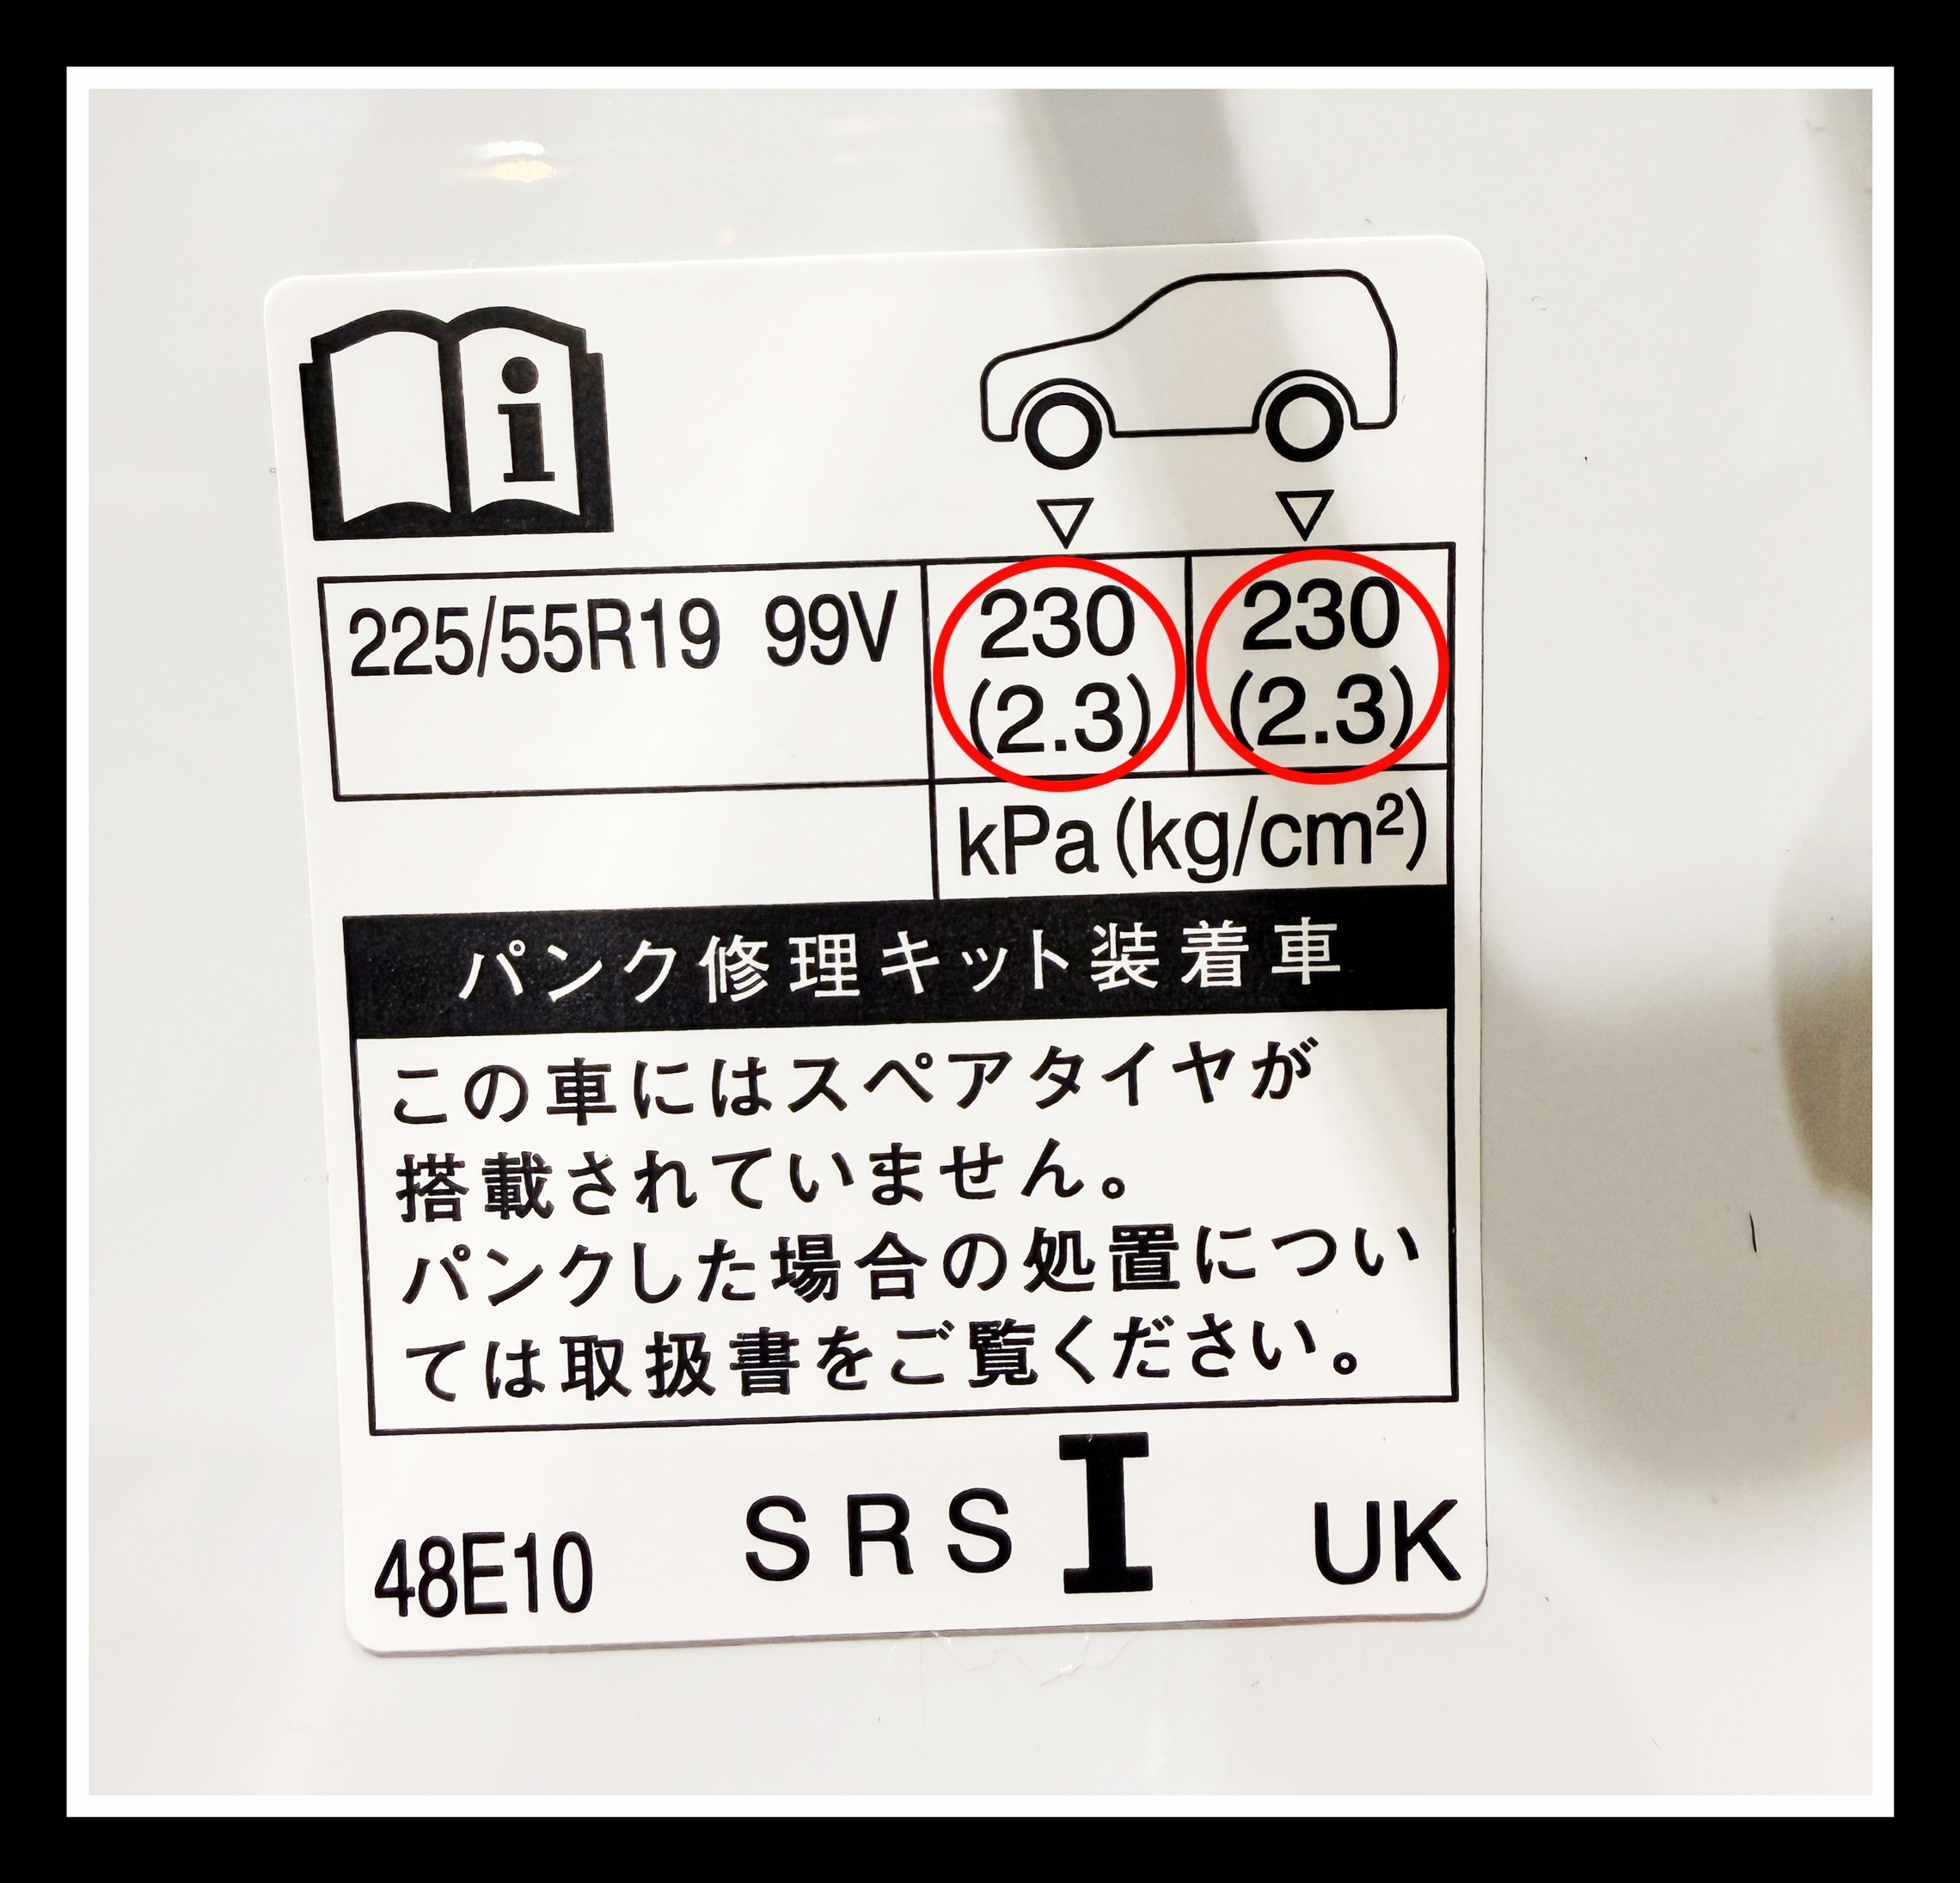 i
225/55R19 99V 230 230
(2.3) (2.3)
kPa (kg/cm²)
パンク修理キット装着車
この車にはスペアタイヤが
搭載されていません。
パンクした場合の処置につい
ては取扱書をご覧ください。
48E10 SRS I UK